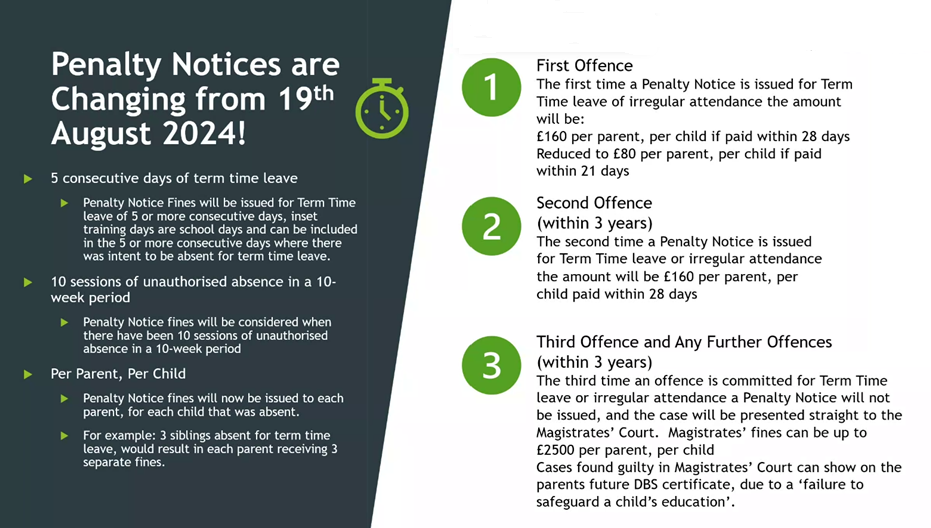 Penalty Notices are
Changing from 19th
August 2024!
5 consecutive days of term time leave
Penalty Notice Fines will be issued for Term Time
leave of 5 or more consecutive days, inset
training days are school days and can be included
in the 5 or more consecutive days where there
was intent to be absent for term time leave.
10 sessions of unauthorised absence in a 10-
week period
Penalty Notice fines will be considered when
there have been 10 sessions of unauthorised
absence in a 10-week period
Per Parent, Per Child
Penalty Notice fines will now be issued to each
parent, for each child that was absent.
For example: 3 siblings absent for term time
leave, would result in each parent receiving 3
separate fines.
1
First Offence
The first time a Penalty Notice is issued for Term
Time leave of irregular attendance the amount
will be:
£160 per parent, per child if paid within 28 days
Reduced to £80 per parent, per child if paid
within 21 days
2
Second Offence
(within 3 years)
The second time a Penalty Notice is issued
for Term Time leave or irregular attendance
the amount will be £160 per parent, per
child paid within 28 days
3
Third Offence and Any Further Offences
(within 3 years)
The third time an offence is committed for Term Time
leave or irregular attendance a Penalty Notice will not
be issued, and the case will be presented straight to the
Magistrates’ Court.  Magistrates’ fines can be up to
£2500 per parent, per child
Cases found guilty in Magistrates’ Court can show on the
parents future DBS certificate, due to a ‘failure to
safeguard a child’s education’.